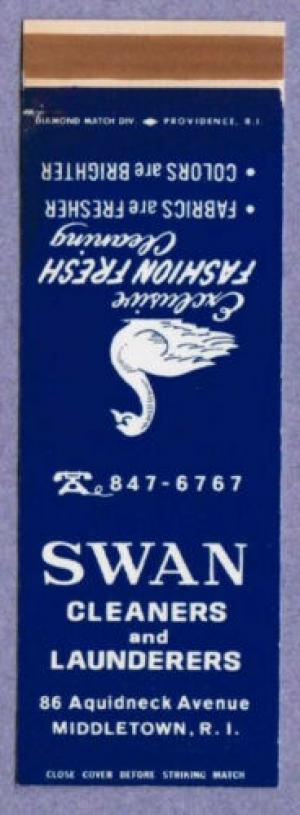 DIAMOND MATCH DIV. PROVIDENCE, R.I.
Exclusive
FASHION FRESH
Cleaning
• FABRICS are FRESHER
• COLORS are BRIGHTER
847-6767
SWAN
CLEANERS
and
LAUNDERERS
86 Aquidneck Avenue
MIDDLETOWN, R. I.
CLOSE COVER BEFORE STRIKING MATCH